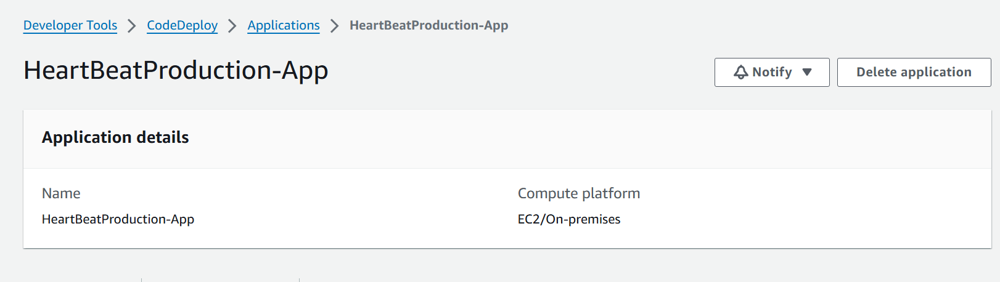 Developer Tools > CodeDeploy > Applications > HeartBeatProduction-App
HeartBeatProduction-App
Notify
Delete application
Application details
Name
Compute platform
HeartBeatProduction-App
EC2/On-premises